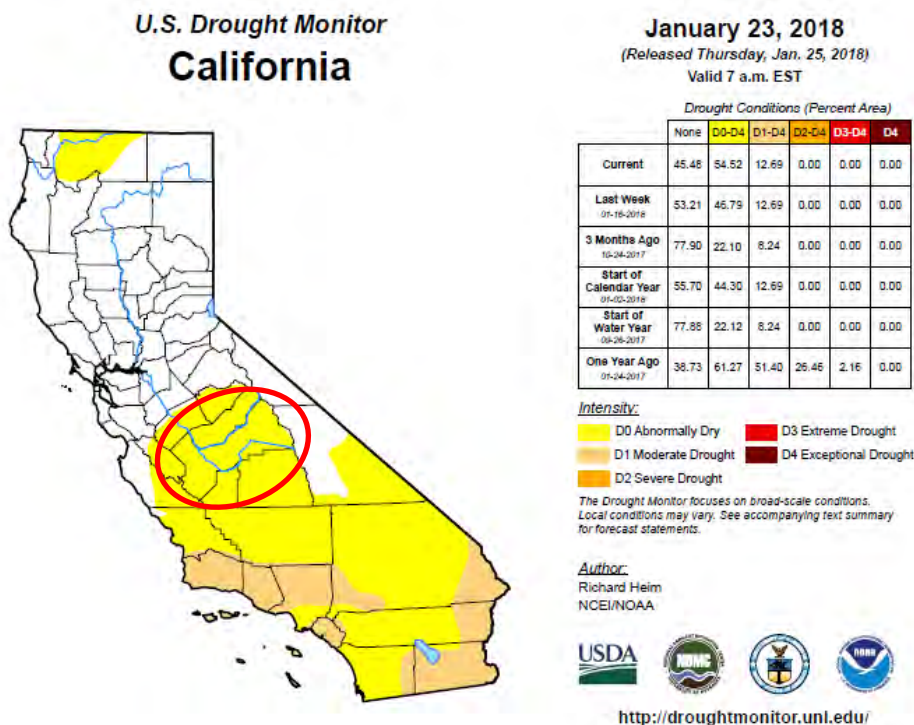 U.S. Drought Monitor
California
January 23, 2018
(Released Thursday, Jan. 25, 2018)
Valid 7 a.m. EST
Drought Conditions (Percent Area)
None D0-D4 D1-D4 D2-D4 D3-D4 D4
Current 45.48 54.52 12.69 0.00 0.00 0.00
Last Week 53.21 46.79 12.69 0.00 0.00 0.00
01-16-2018
3 Months Ago 77.90 22.10 8.24 0.00 0.00 0.00
10-24-2017
Start of
Calendar Year 55.70 44.30 12.69 0.00 0.00 0.00
01-02-2018
Start of
Water Year 77.88 22.12 8.24 0.00 0.00 0.00
09-26-2017
One Year Ago 38.73 61.27 51.40 26.46 2.16 0.00
01-24-2017
Intensity:
D0 Abnormally Dry D3 Extreme Drought
D1 Moderate Drought D4 Exceptional Drought
D2 Severe Drought
The Drought Monitor focuses on broad-scale conditions.
Local conditions may vary. See accompanying text summary
for forecast statements.
Author:
Richard Heim
NCEI/NOAA
USDA NDMC NOAA
http://droughtmonitor.unl.edu/